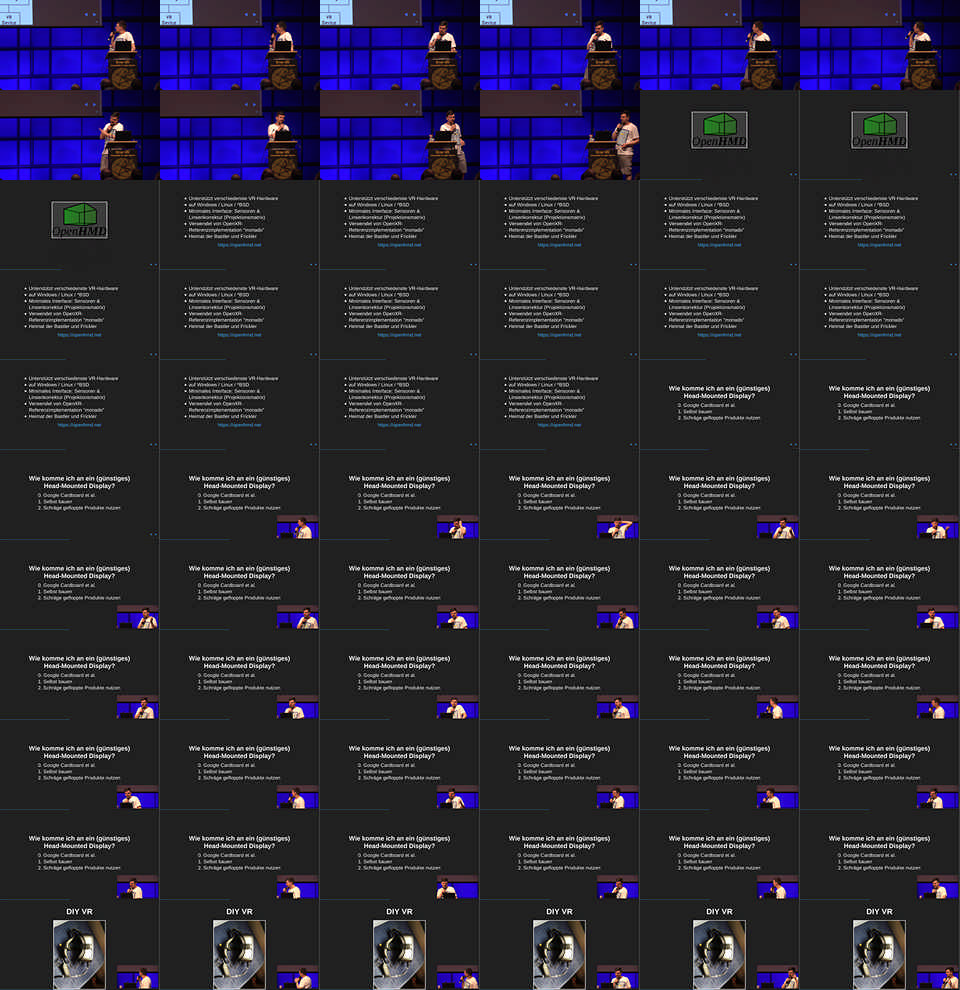 VR
Device
OpenHMD
Unterstützt verschiedenste VR-Hardware
auf Windows / Linux / *BSD
Minimales Interface: Sensoren &
Linsenkorrektur (Projektionsmatrix)
Verwendet von OpenXR-
Referenzimplementation "monado"
Heimat der Bastler und Frickler
https://openhmd.net
Wie komme ich an ein (günstiges)
Head-Mounted Display?
0. Google Cardboard et al.
1. Selbst bauen
2. Schräge gefloppte Produkte nutzen
DIY VR